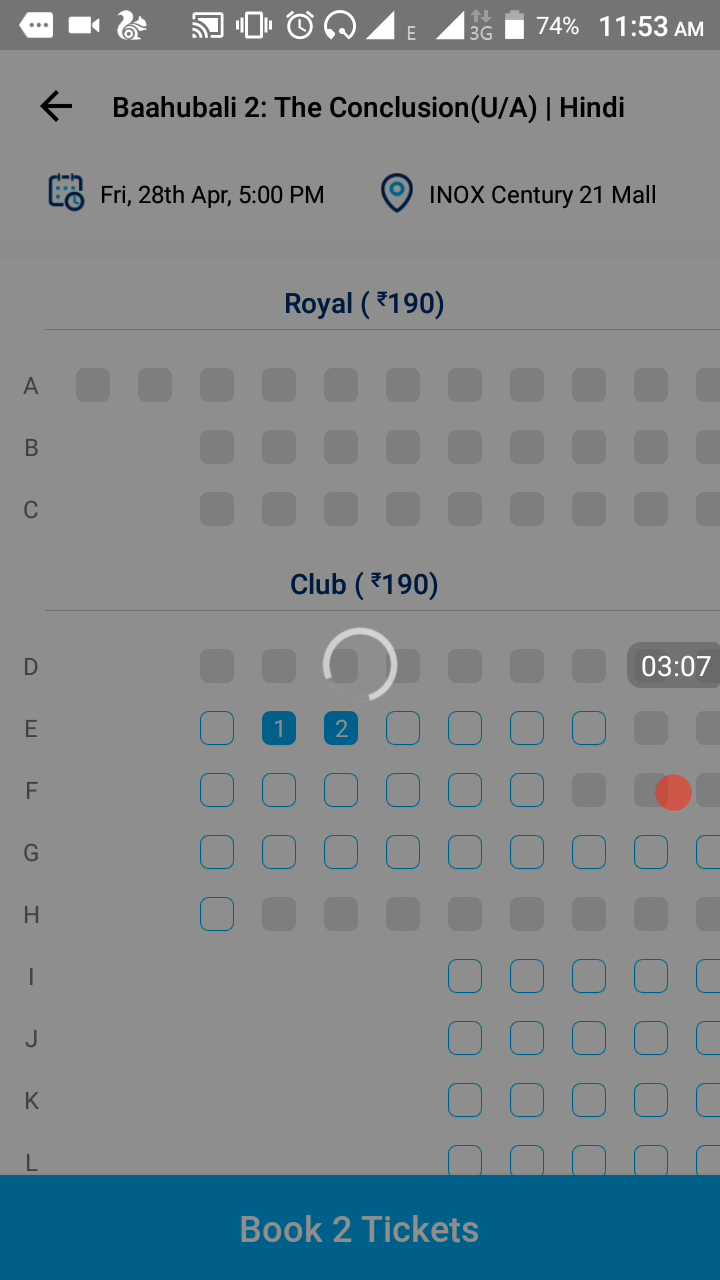 E 3G 74% 11:53 AM
Baahubali 2: The Conclusion(U/A) | Hindi
Fri, 28th Apr, 5:00 PM INOX Century 21 Mall
Royal ( ₹190)
A
B
C
Club ( ₹190)
D 03:07
E 1 2
F
G
H
I
J
K
L
Book 2 Tickets